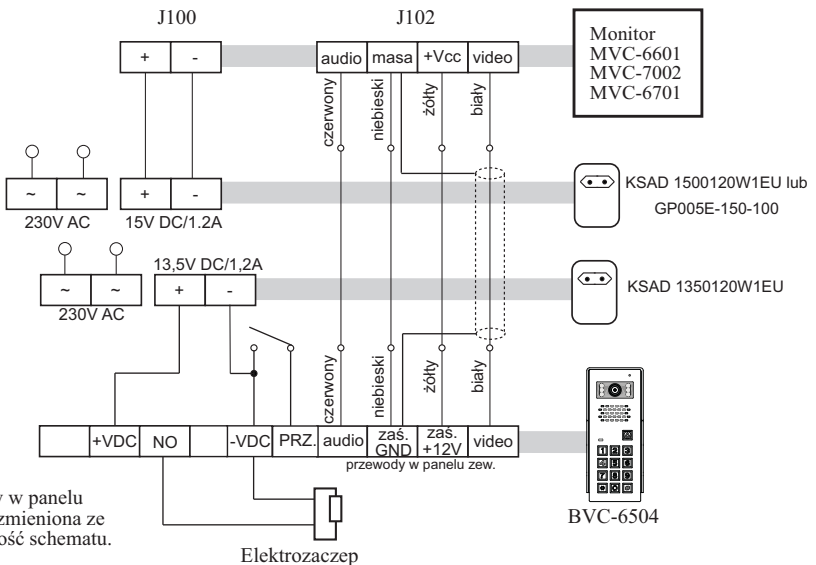 J100
J102
+ -
audio masa +Vcc video
Monitor
MVC-6601
MVC-7002
MVC-6701
czerwony
niebieski
żółty
biały
~ ~
230V AC
+ -
15V DC/1.2A
KSAD 1500120W1EU lub
GP005E-150-100
~ ~
230V AC
13,5V DC/1,2A
+ -
KSAD 1350120W1EU
czerwony
niebieski
żółty
biały
+VDC NO -VDC PRZ. audio zaś. GND zaś. +12V video
przewody w panelu zew.
w panelu
zmieniona ze
ość schematu.
Elektrozaczep
BVC-6504